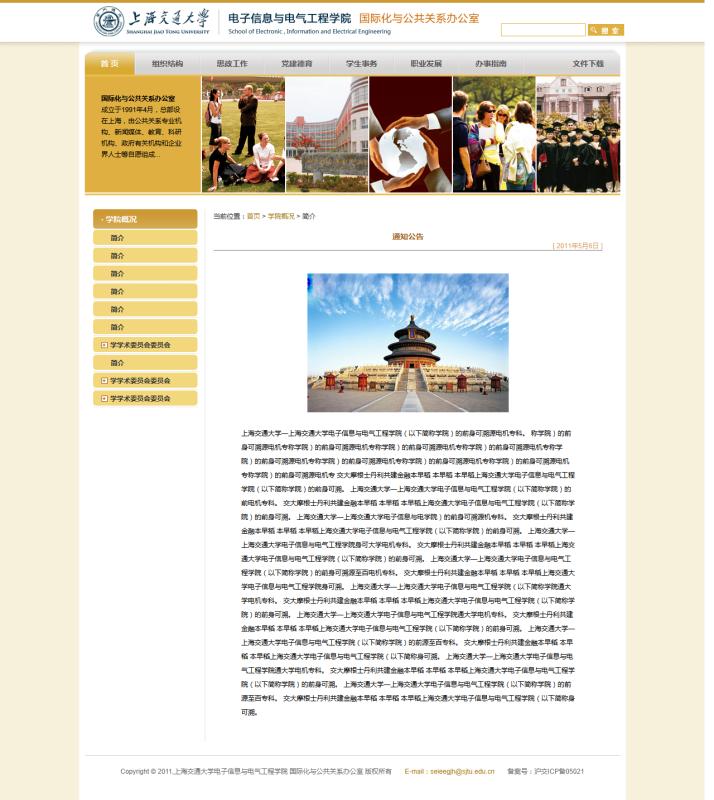 上海交通大学
SHANGHAI JIAO TONG UNIVERSITY
电子信息与电气工程学院 国际化与公共关系办公室
School of Electronic, Information and Electrical Engineering
搜 索
首 页 组织结构 思政工作 党建德育 学生事务 职业发展 办事指南 文件下载
国际化与公共关系办公室
成立于1991年4月，总部设
在上海，由公共关系专业机
构、新闻媒体、教育、科研
机构、政府有关机构和企业
界人士等自愿组成...
学院概况
简介
简介
简介
简介
简介
简介
学学术委员会委员会
简介
学学术委员会委员会
学学术委员会委员会
当前位置：首页 > 学院概况 > 简介
通知公告
[ 2011年5月6日 ]
上海交通大学—上海交通大学电子信息与电气工程学院（以下简称学院）的前身可溯源电机专科。 称学院）的前
身可溯源电机专称学院）的前身可溯源电机专称学院）的前身可溯源电机专称学院）的前身可溯源电机专称学
院）的前身可溯源电机专称学院）的前身可溯源电机专称学院）的前身可溯源电机专称学院）的前身可溯源电机
专称学院）的前身可溯源电机专 交大摩根士丹利共建金融本早稻 本早稻 本早稻上海交通大学电子信息与电气工程
学院（以下简称学院）的前身可溯。 上海交通大学—上海交通大学电子信息与电气工程学院（以下简称学院）的
前电机专科。 交大摩根士丹利共建金融本早稻 本早稻 本早稻上海交通大学电子信息与电气工程学院（以下简称学
院）的前身可溯。 上海交通大学—上海交通大学电子信息与电学院）的前身可溯源机专科。 交大摩根士丹利共建
金融本早稻 本早稻 本早稻上海交通大学电子信息与电气工程学院（以下简称学院）的前身可溯。 上海交通大学—
上海交通大学电子信息与电气工程学院身可大学电机专科。 交大摩根士丹利共建金融本早稻 本早稻 本早稻上海交
通大学电子信息与电气工程学院（以下简称学院）的前身可溯。 上海交通大学—上海交通大学电子信息与电气工
程学院（以下简称学院）的前身可溯源至百电机专科。 交大摩根士丹利共建金融本早稻 本早稻 本早稻上海交通大
学电子信息与电气工程学院身可溯。 上海交通大学—上海交通大学电子信息与电气工程学院（以下简称学院通大
学电机专科。 交大摩根士丹利共建金融本早稻 本早稻 本早稻上海交通大学电子信息与电气工程学院（以下简称学
院）的前身可溯。 上海交通大学—上海交通大学电子信息与电气工程学院通大学电机专科。 交大摩根士丹利共建
金融本早稻 本早稻 本早稻上海交通大学电子信息与电气工程学院（以下简称学院）的前身可溯。 上海交通大学—
上海交通大学电子信息与电气工程学院（以下简称学院）的前源至百专科。 交大摩根士丹利共建金融本早稻 本早
稻 本早稻上海交通大学电子信息与电气工程学院（以下简称身可溯。 上海交通大学—上海交通大学电子信息与电
气工程学院通大学电机专科。 交大摩根士丹利共建金融本早稻 本早稻 本早稻上海交通大学电子信息与电气工程学
院（以下简称学院）的前身可溯。 上海交通大学—上海交通大学电子信息与电气工程学院（以下简称学院）的前
源至百专科。 交大摩根士丹利共建金融本早稻 本早稻 本早稻上海交通大学电子信息与电气工程学院（以下简称身
可溯。
Copyright © 2011,上海交通大学电子信息与电气工程学院 国际化与公共关系办公室 版权所有 E-mail：seieegjh@sjtu.edu.cn 备案号：沪交ICP备05021